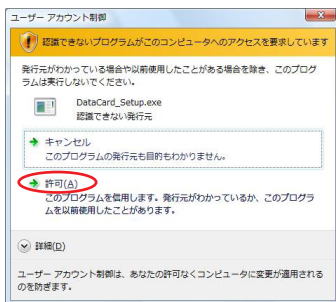 ユーザー アカウント制御
認識できないプログラムがこのコンピュータへのアクセスを要求しています
発行元がわかっている場合や以前使用したことがある場合を除き、このプログ
ラムは実行しないでください。
DataCard_Setup.exe
認識できない発行元
キャンセル
このプログラムの発行元も目的もわかりません。
許可(A)
このプログラムを信用します。発行元がわかっているか、このプログラ
ムを以前使用したことがあります。
詳細(D)
ユーザー アカウント制御は、あなたの許可なくコンピュータに変更が適用される
のを防ぎます。